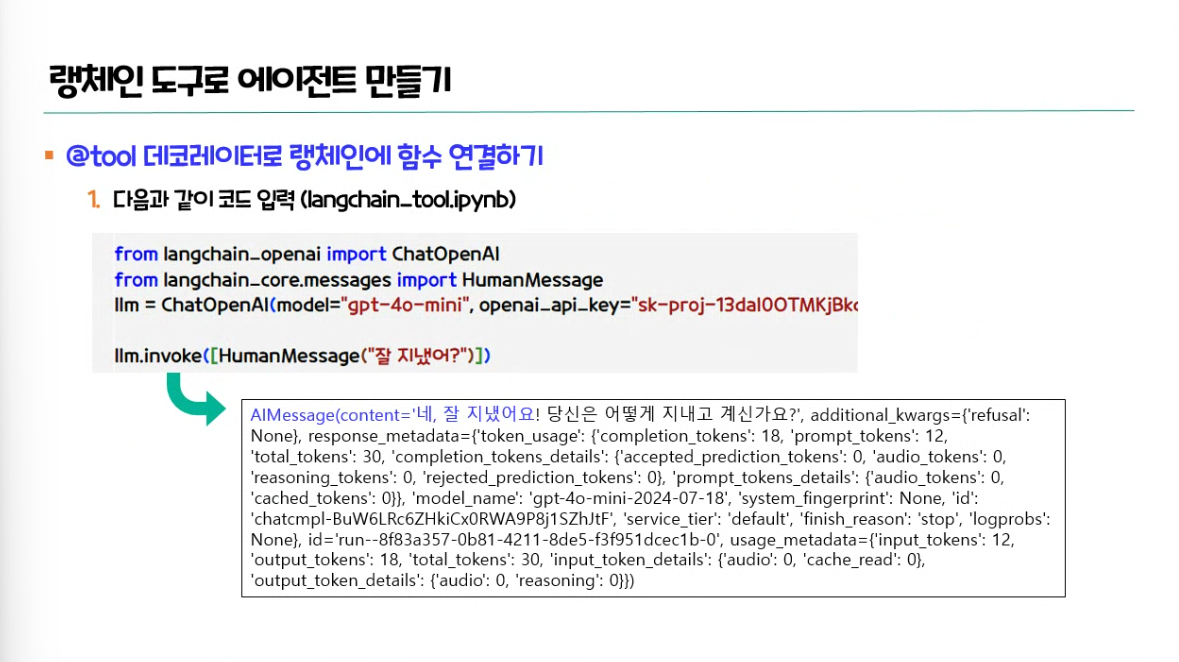 랭체인 도구로 에이전트 만들기
▪ @tool 데코레이터로 랭체인에 함수 연결하기
1. 다음과 같이 코드 입력 (langchain_tool.ipynb)
from langchain_openai import ChatOpenAI
from langchain_core.messages import HumanMessage
llm = ChatOpenAI(model="gpt-4o-mini", openai_api_key="
llm.invoke([HumanMessage("잘 지냈어?")])
AIMessage(content='네, 잘 지냈어요! 당신은 어떻게 지내고 계신가요?', additional_kwargs={'refusal':
None}, response_metadata={'token_usage': {'completion_tokens': 18, 'prompt_tokens': 12,
'total_tokens': 30, 'completion_tokens_details': {'accepted_prediction_tokens': 0, 'audio_tokens': 0,
'reasoning_tokens': 0, 'rejected_prediction_tokens': 0}, 'prompt_tokens_details': {'audio_tokens': 0,
'cached_tokens': 0}}, 'model_name': 'gpt-4o-mini-2024-07-18', 'system_fingerprint': None, 'id':
'chatcmpl-BuW6LRc6ZHkiCx0RWA9P8j1SZhJtF', 'service_tier': 'default', 'finish_reason': 'stop', 'logprobs':
None}, id='run--8f83a357-0b81-4211-8de5-f3f951dcec1b-0', usage_metadata={'input_tokens': 12,
'output_tokens': 18, 'total_tokens': 30, 'input_token_details': {'audio': 0, 'cache_read': 0},
'output_token_details': {'audio': 0, 'reasoning': 0}})